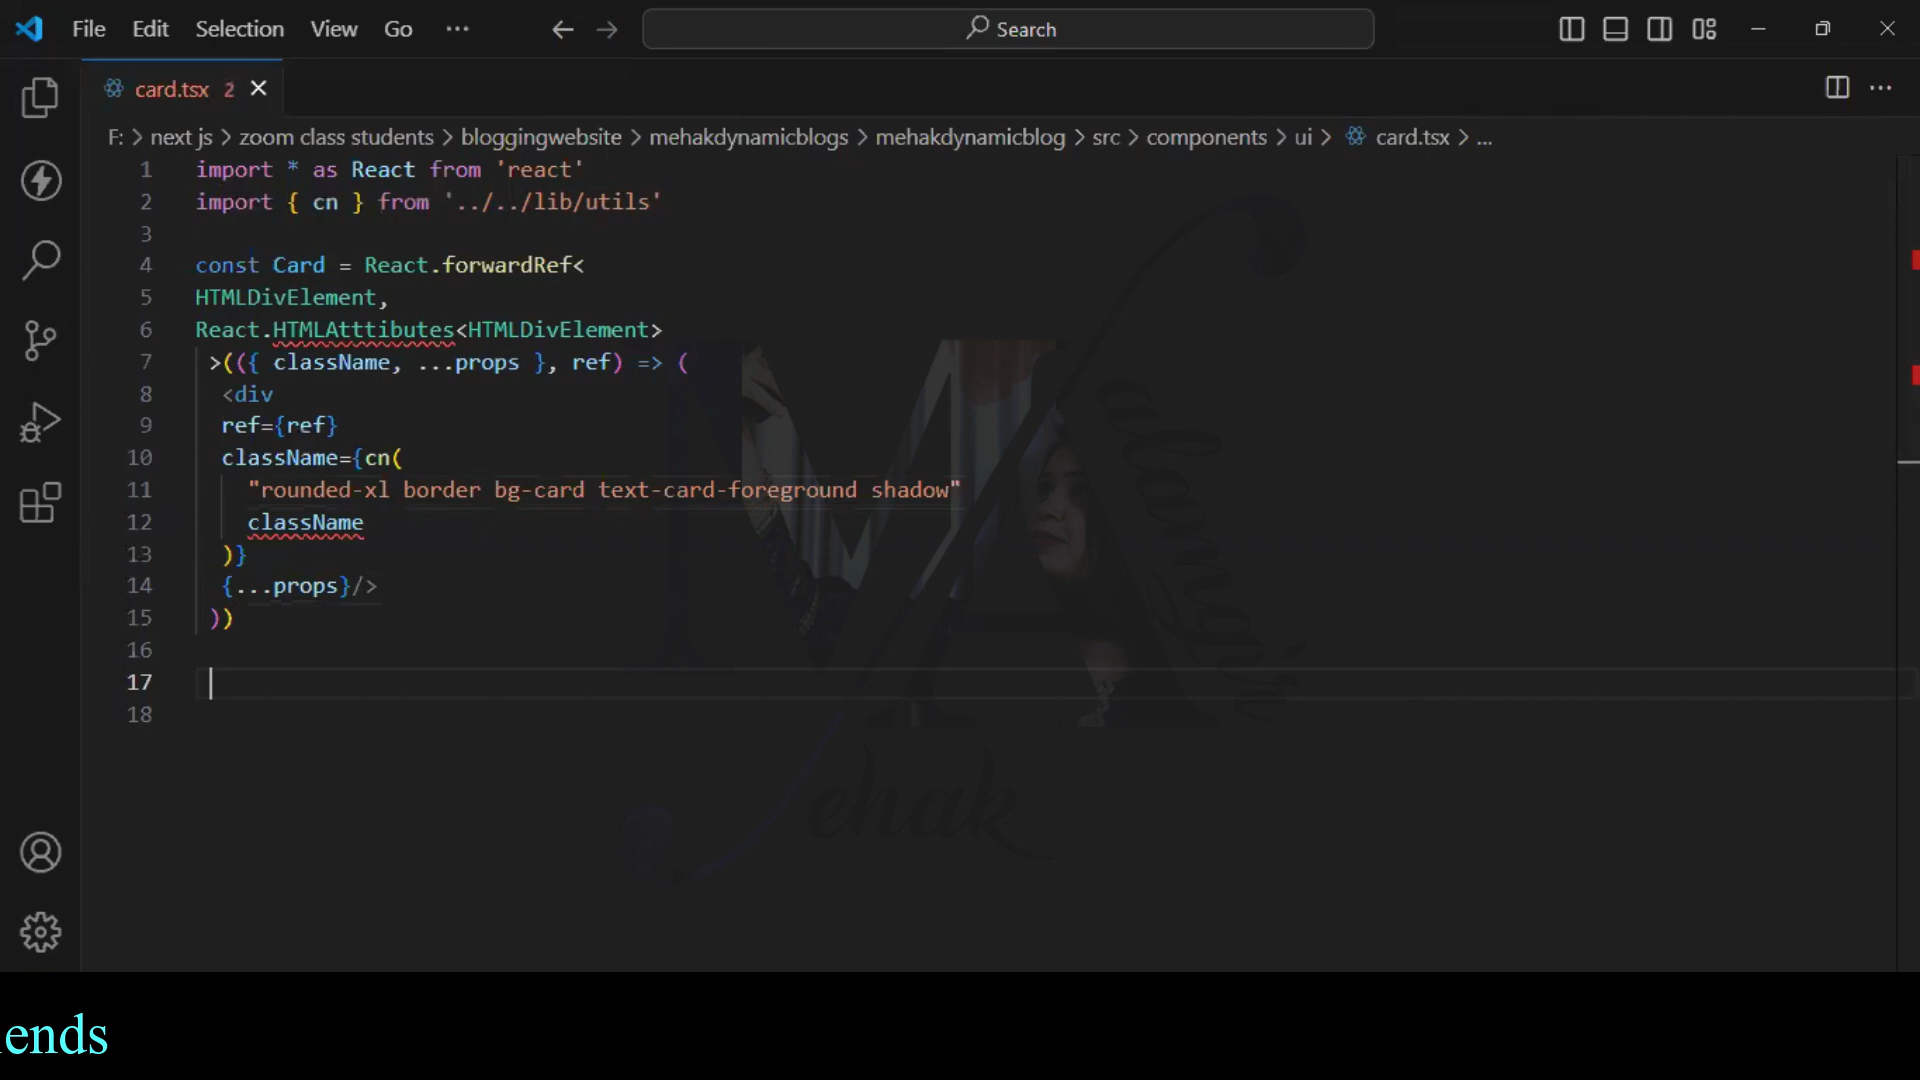 File Edit Selection View Go ... Search
card.tsx 2
F: > next js > zoom class students > bloggingwebsite > mehakdynamicblogs > mehakdynamicblog > src > components > ui > card.tsx > ...
1 import * as React from 'react'
2 import { cn } from '../../lib/utils'
3
4 const Card = React.forwardRef<
5 HTMLDivElement,
6 React.HTMLAtttibutes<HTMLDivElement>
7 >(({ className, ...props }, ref) => (
8 <div
9 ref={ref}
10 className={cn(
11 "rounded-xl border bg-card text-card-foreground shadow"
12 className
13 )}
14 {...props}/>
15 ))
16
17
18
alangir
ehak
ends